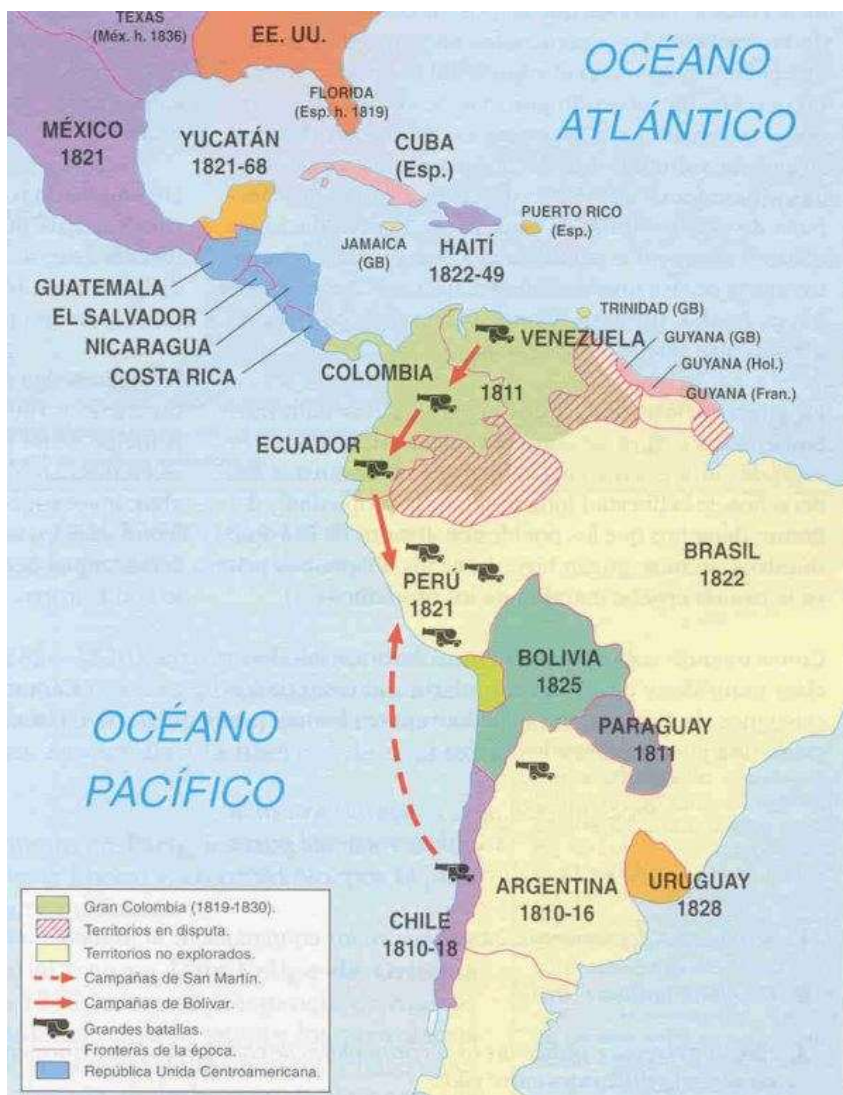 TEXAS
(Méx. h. 1836)
EE. UU.
OCÉANO
ATLÁNTICO
FLORIDA
(Esp. h. 1819)
MÉXICO
1821
YUCATÁN
1821-68
CUBA
(Esp.)
PUERTO RICO
(Esp.)
JAMAICA
(GB)
HAITÍ
1822-49
GUATEMALA
EL SALVADOR
NICARAGUA
COSTA RICA
TRINIDAD (GB)
VENEZUELA
GUYANA (GB)
GUYANA (Hol.)
GUYANA (Fran.)
COLOMBIA
1811
ECUADOR
BRASIL
1822
PERÚ
1821
BOLIVIA
1825
OCÉANO
PACÍFICO
PARAGUAY
1811
ARGENTINA
1810-16
URUGUAY
1828
CHILE
1810-18
Gran Colombia (1819-1830).
Territorios en disputa.
Territorios no explorados.
Campañas de San Martín.
Campañas de Bolívar.
Grandes batallas.
Fronteras de la época.
República Unida Centroamericana.